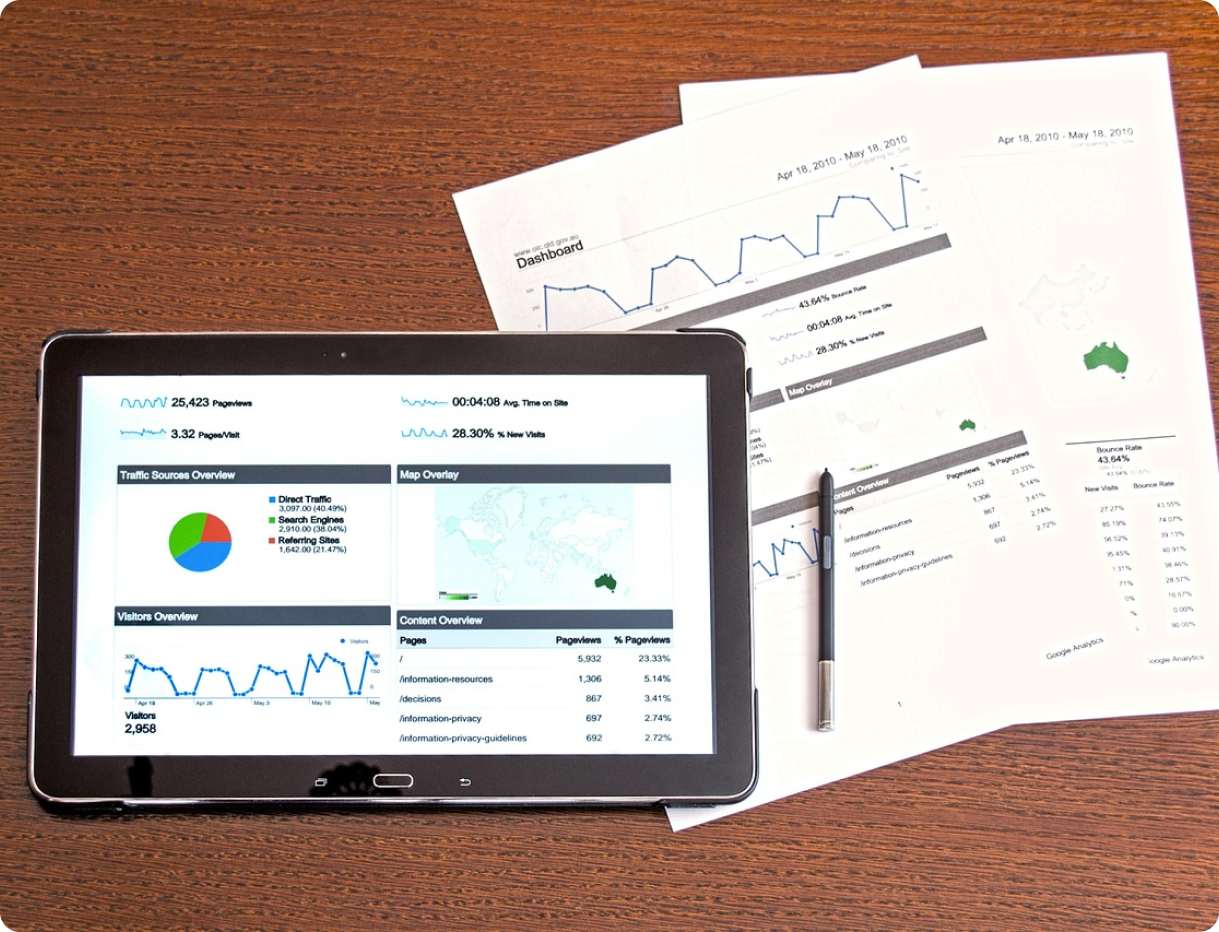 25,423 Pageviews
3.32 Pages/Visit
00:04:08 Avg. Time on Site
28.30% % New Visits
Traffic Sources Overview
Direct Traffic
3,097.00 (40.49%)
Search Engines
2,910.00 (38.04%)
Referring Sites
1,642.00 (21.47%)
Map Overlay
Visitors Overview
Visitors
300
150
0
Apr 19
Apr 26
May 3
May 10
May
Visitors
2,958
Content Overview
Pages Pageviews % Pageviews
/ 5,932 23.33%
/information-resources 1,306 5.14%
/decisions 867 3.41%
/information-privacy 697 2.74%
/information-privacy-guidelines 692 2.72%
www.oic.qld.gov.au
Dashboard
Apr 18, 2010 - May 18, 2010
Comparing to: Site
43.64% Bounce Rate
00:04:08 Avg. Time on Site
28.30% % New Visits
Map Overlay
Content Overview
Pages Pageviews % Pageviews
/ 5,932 23.33%
/information-resources 1,306 5.14%
/decisions 867 3.41%
/information-privacy 697 2.74%
/information-privacy-guidelines 692 2.72%
1
Google Analytics
Apr 18, 2010 - May 18, 2010
Comparing to: Site
Bounce Rate
43.64%
New Visits Bounce Rate
27.27% 43.55%
85.19% 74.07%
96.52% 39.13%
40.91%
38.46%
28.57%
16.67%
0.00%
80.00%
Google Analytics